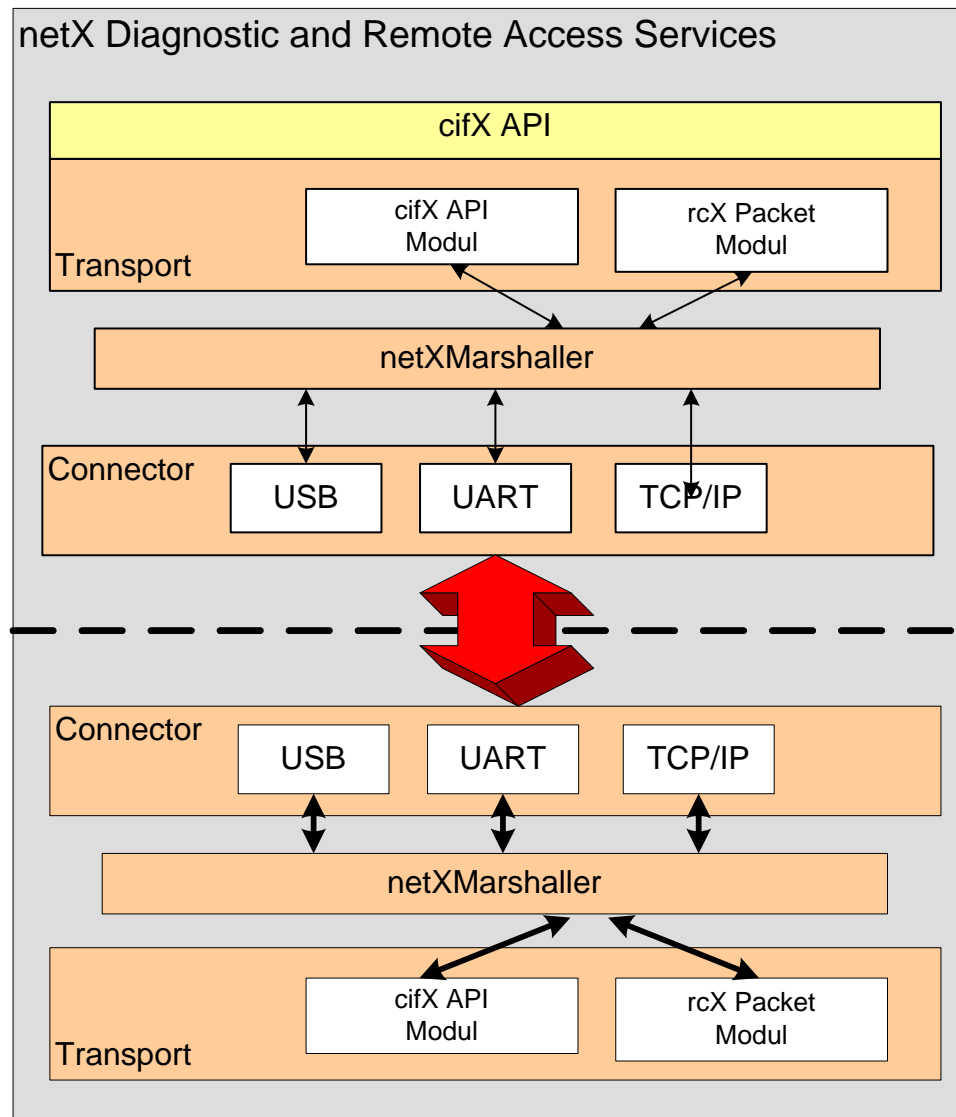 netX Diagnostic and Remote Access Services
cifX API
cifX API
Modul
rcX Packet
Modul
Transport
netXMarshaller
Connector
USB
UART
TCP/IP
Connector
USB
UART
TCP/IP
netXMarshaller
cifX API
Modul
rcX Packet
Modul
Transport